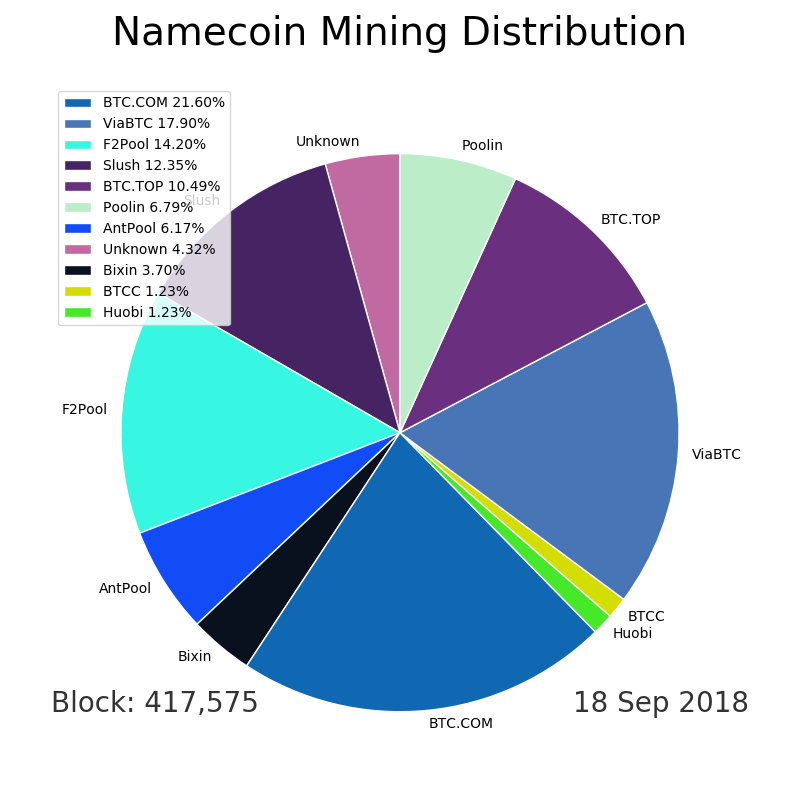 Namecoin Mining Distribution
BTC.COM 21.60%
ViaBTC 17.90%
F2Pool 14.20%
Slush 12.35%
BTC.TOP 10.49%
Poolin 6.79%
AntPool 6.17%
Unknown 4.32%
Bixin 3.70%
BTCC 1.23%
Huobi 1.23%
Unknown
Poolin
Slush
BTC.TOP
F2Pool
ViaBTC
AntPool
BTCC
Huobi
Bixin
BTC.COM
Block: 417,575
18 Sep 2018